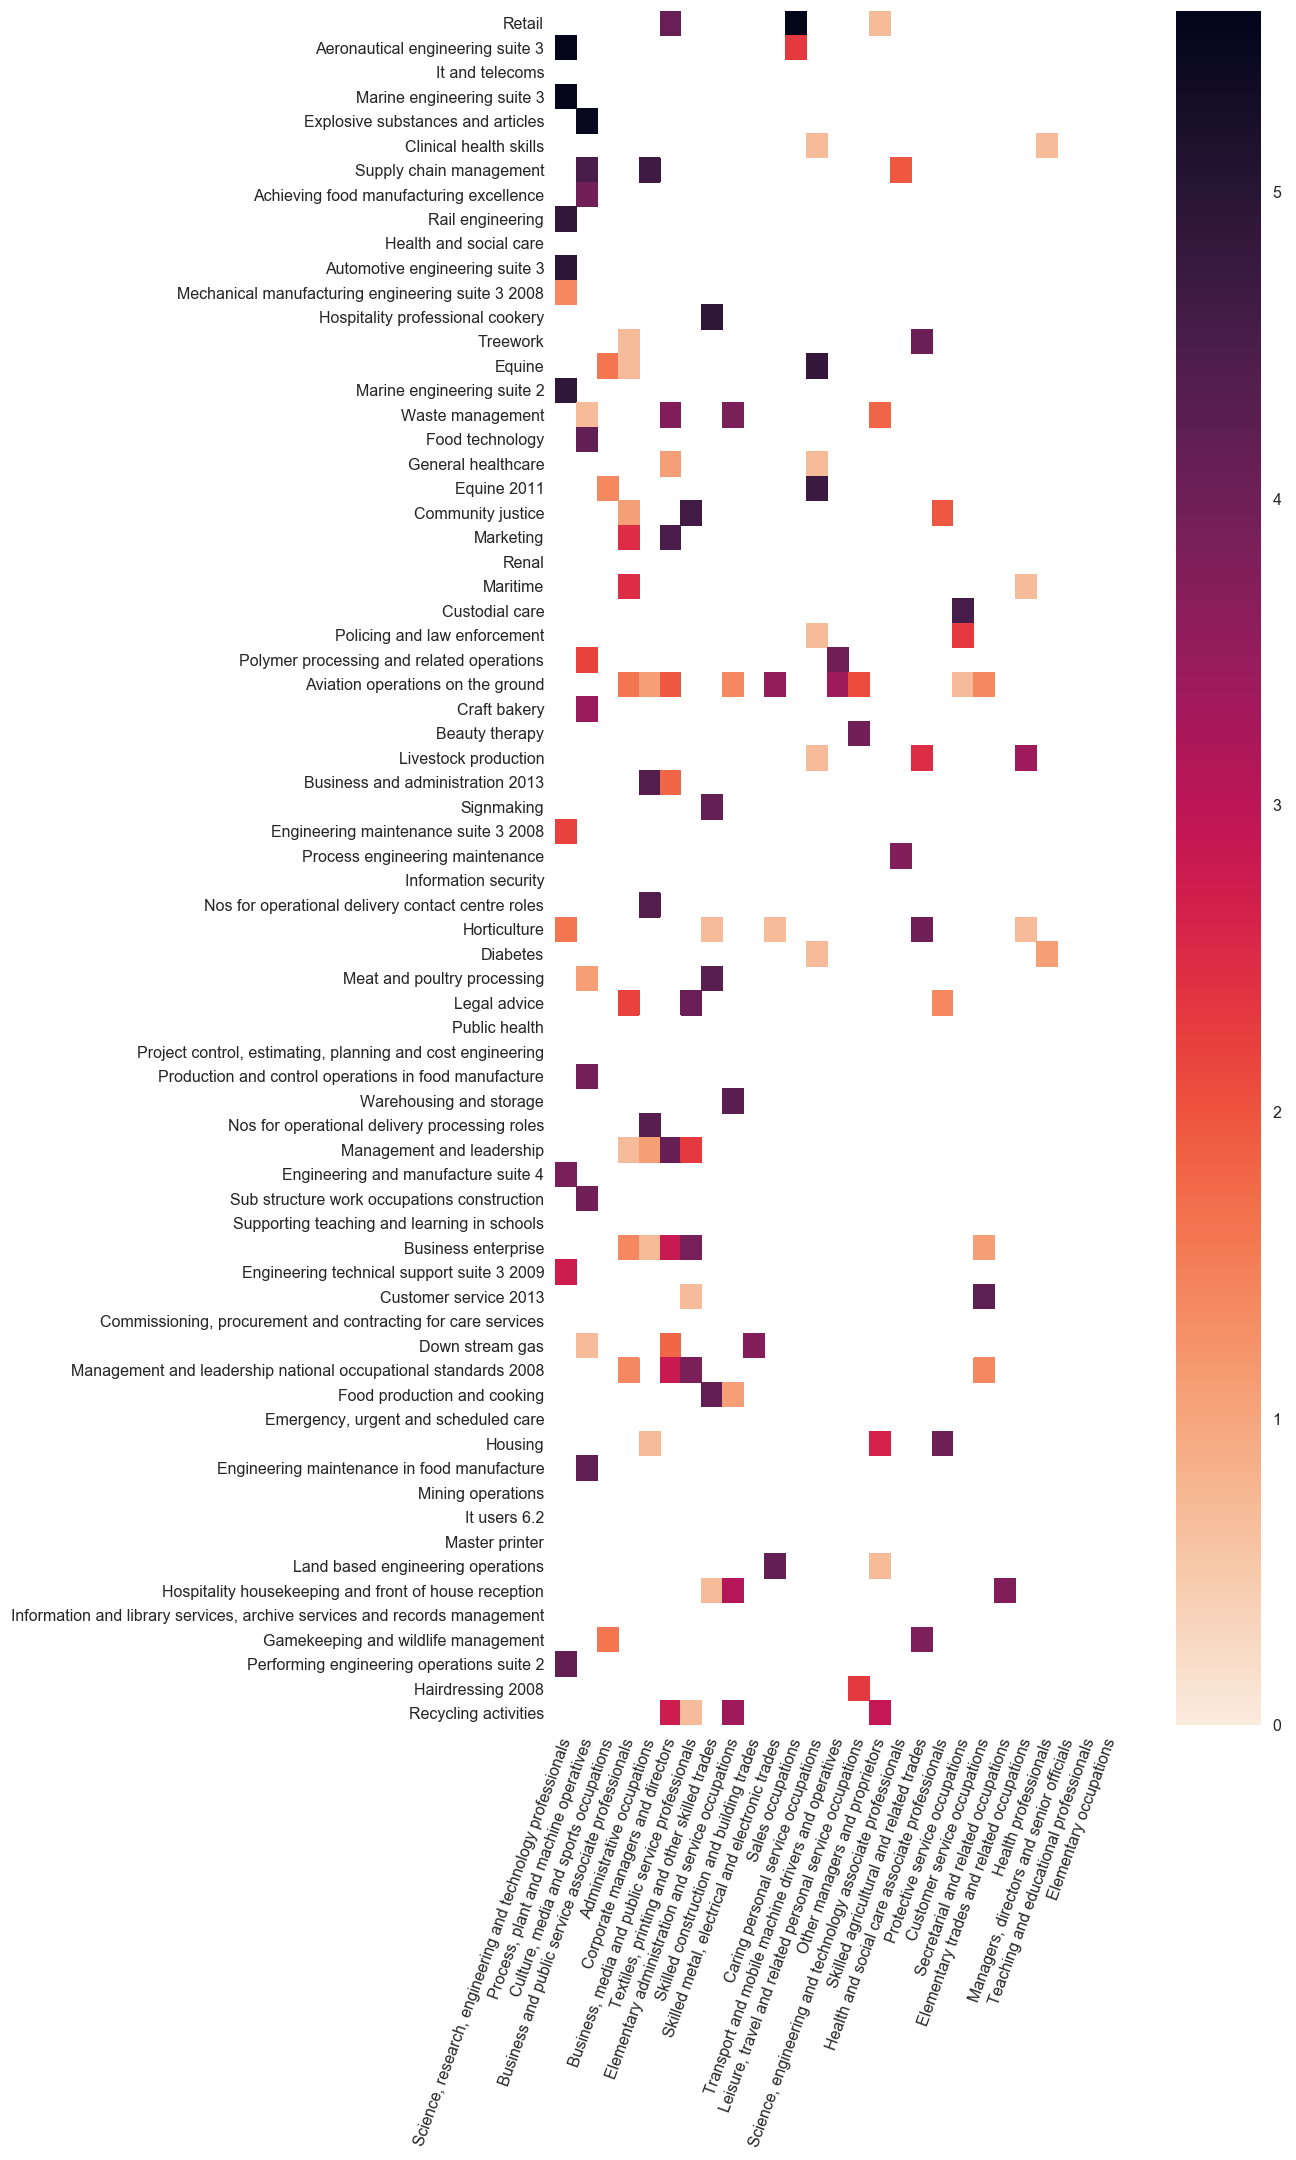 Retail
Aeronautical engineering suite 3
It and telecoms
Marine engineering suite 3
Explosive substances and articles
Clinical health skills
Supply chain management
Achieving food manufacturing excellence
Rail engineering
Health and social care
Automotive engineering suite 3
Mechanical manufacturing engineering suite 3 2008
Hospitality professional cookery
Treework
Equine
Marine engineering suite 2
Waste management
Food technology
General healthcare
Equine 2011
Community justice
Marketing
Renal
Maritime
Custodial care
Policing and law enforcement
Polymer processing and related operations
Aviation operations on the ground
Craft bakery
Beauty therapy
Livestock production
Business and administration 2013
Signmaking
Engineering maintenance suite 3 2008
Process engineering maintenance
Information security
Nos for operational delivery contact centre roles
Horticulture
Diabetes
Meat and poultry processing
Legal advice
Public health
Project control, estimating, planning and cost engineering
Production and control operations in food manufacture
Warehousing and storage
Nos for operational delivery processing roles
Management and leadership
Engineering and manufacture suite 4
Sub structure work occupations construction
Supporting teaching and learning in schools
Business enterprise
Engineering technical support suite 3 2009
Customer service 2013
Commissioning, procurement and contracting for care services
Down stream gas
Management and leadership national occupational standards 2008
Food production and cooking
Emergency, urgent and scheduled care
Housing
Engineering maintenance in food manufacture
Mining operations
It users 6.2
Master printer
Land based engineering operations
Hospitality housekeeping and front of house reception
Information and library services, archive services and records management
Gamekeeping and wildlife management
Performing engineering operations suite 2
Hairdressing 2008
Recycling activities
Science, research, engineering and technology professionals
Process, plant and machine operatives
Culture, media and sports occupations
Business and public service associate professionals
Administrative occupations
Corporate managers and directors
Business, media and public service professionals
Textiles, printing and other skilled trades
Elementary administration and service occupations
Skilled construction and building trades
Skilled metal, electrical and electronic trades
Sales occupations
Caring personal service occupations
Transport and mobile machine drivers and operatives
Leisure, travel and related personal service occupations
Other managers and proprietors
Science, engineering and technology associate professionals
Skilled agricultural and related trades
Health and social care associate professionals
Protective service occupations
Customer service occupations
Secretarial and related occupations
Elementary trades and related occupations
Health professionals
Managers, directors and senior officials
Teaching and educational professionals
Elementary occupations
5
4
3
2
1
0